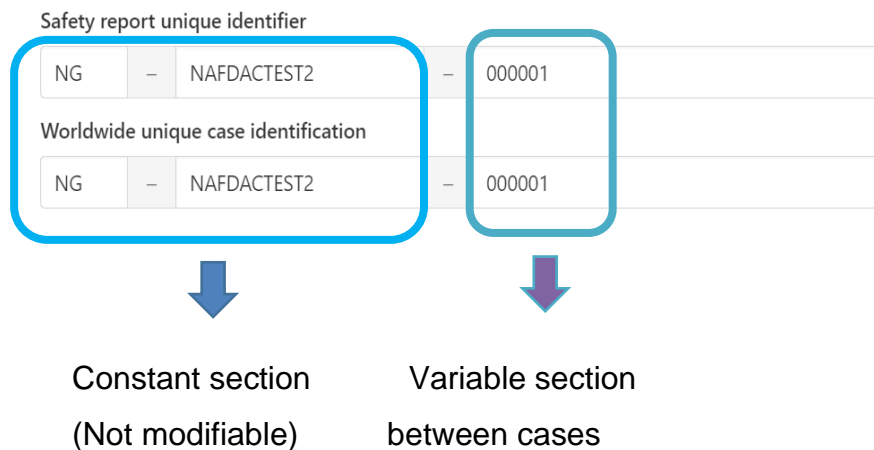 Safety report unique identifier
NG – NAFDACTEST2 – 000001
Worldwide unique case identification
NG – NAFDACTEST2 – 000001
Constant section Variable section
(Not modifiable) between cases